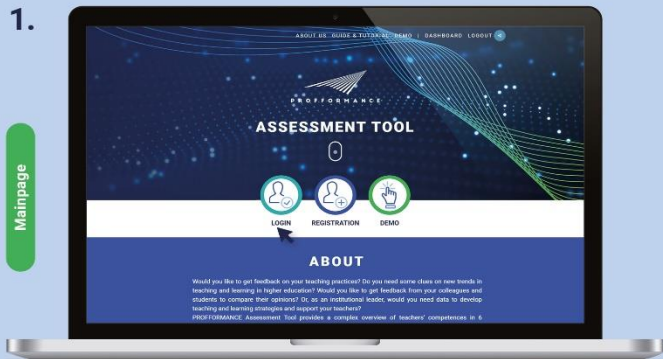 1.
Mainpage
ABOUT US GUIDE & TUTORIAL DEMO | DASHBOARD LOGOUT
PROFFORMANCE
ASSESSMENT TOOL
LOGIN REGISTRATION DEMO
ABOUT
Would you like to get feedback on your teaching practices? Do you need some clues on new trends in
teaching and learning in higher education? Would you like to get feedback from your colleagues and
students to compare their opinions? Or, as an institutional leader, would you need data to develop
teaching and learning strategies and support your teachers?
PROFFORMANCE Assessment Tool provides a complex overview of teachers' competences in 6